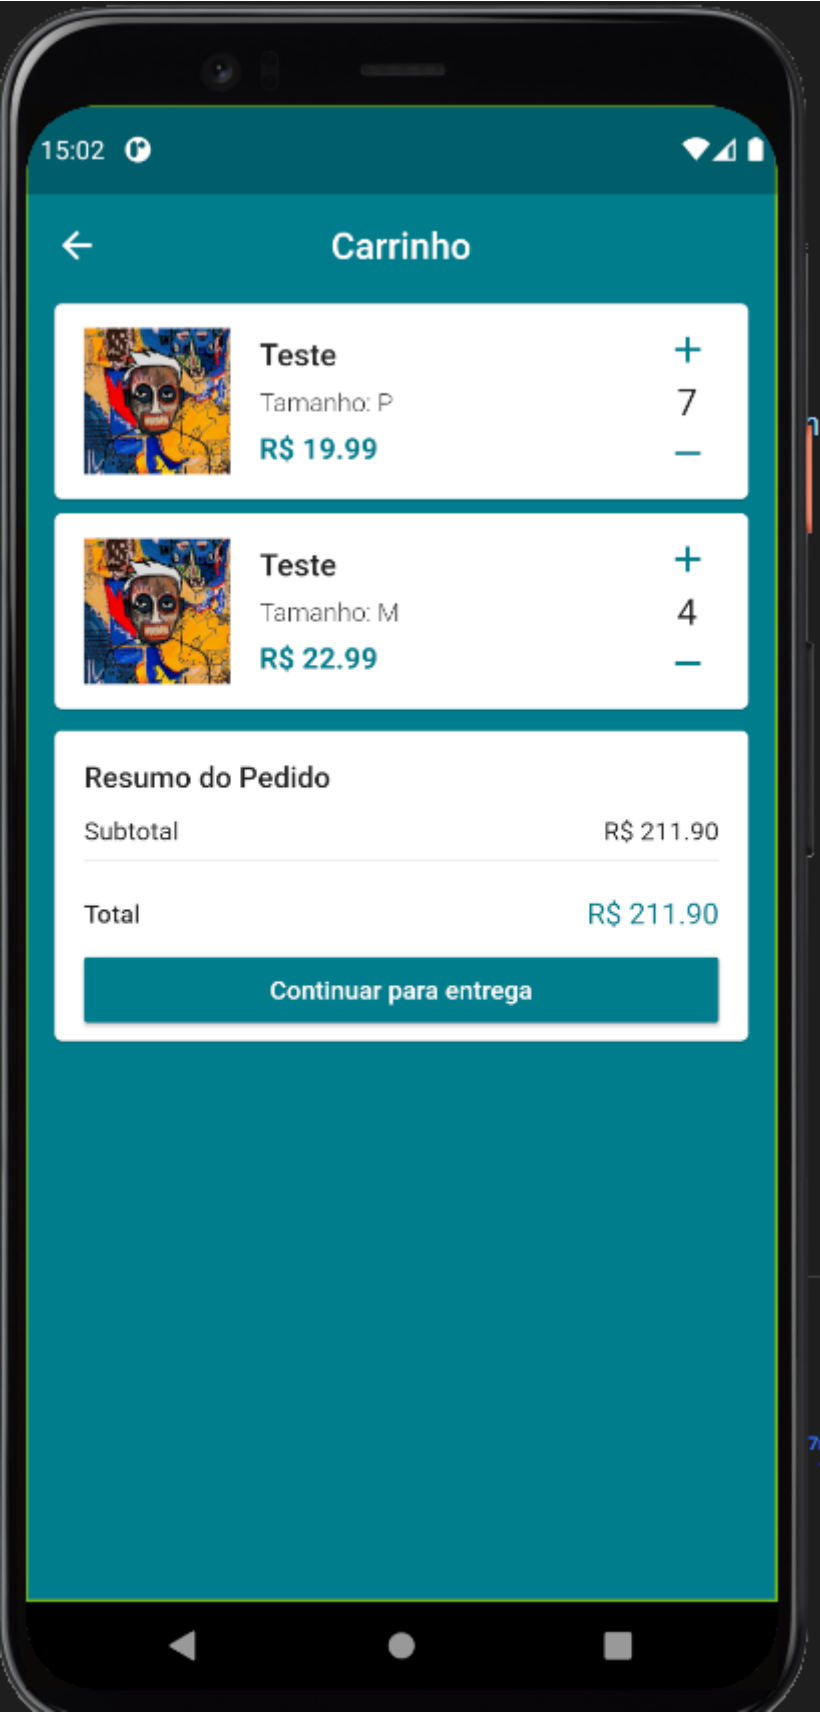 15:02
Carrinho
Teste
Tamanho: P
R$ 19.99
7
Teste
Tamanho: M
R$ 22.99
4
Resumo do Pedido
Subtotal R$ 211.90
Total R$ 211.90
Continuar para entrega